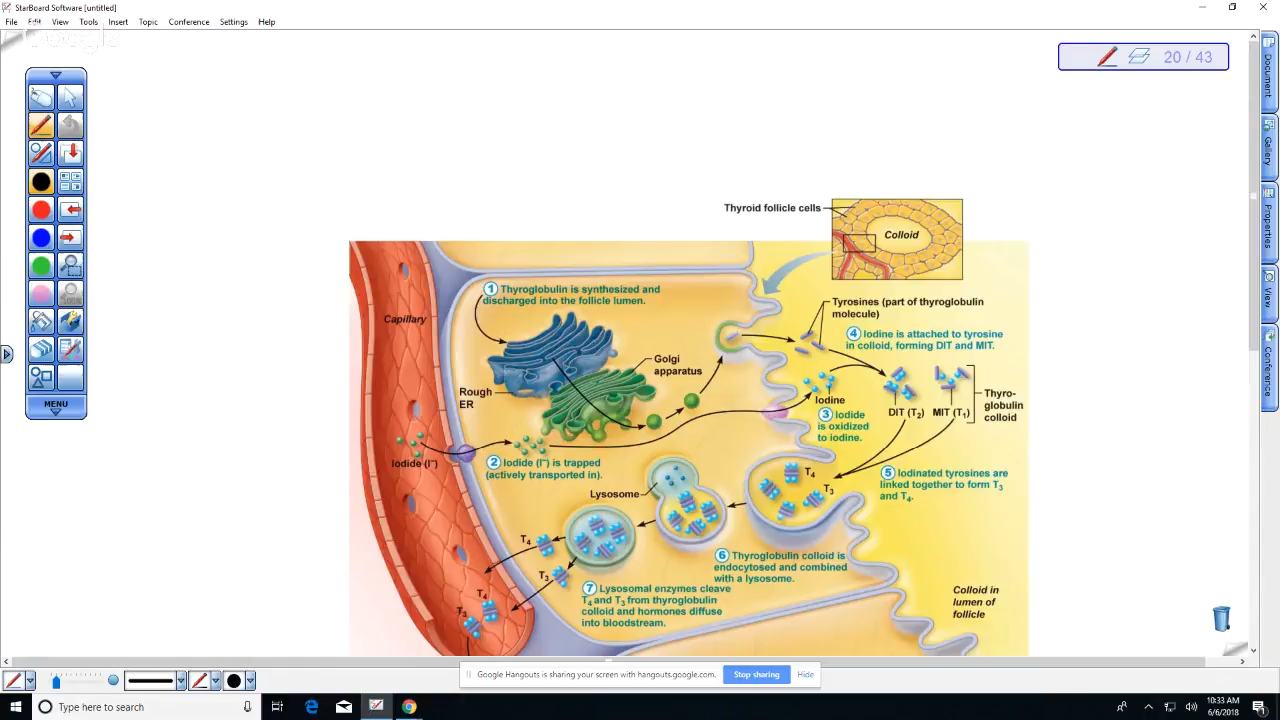 StarBoard Software [untitled]
File Edit View Tools Insert Topic Conference Settings Help
20 / 43
Document
Gallery
Properties
View
Conference
MENU
Thyroid follicle cells
Colloid
Capillary
1 Thyroglobulin is synthesized and
discharged into the follicle lumen.
Tyrosines (part of thyroglobulin
molecule)
4 Iodine is attached to tyrosine
in colloid, forming DIT and MIT.
Golgi
apparatus
Rough
ER
Iodine
DIT (T2) MIT (T1)
Thyro-
globulin
colloid
3 Iodide
is oxidized
to iodine.
Iodide (I–)
2 Iodide (I–) is trapped
(actively transported in).
T4
T3
5 Iodinated tyrosines are
linked together to form T3
and T4.
Lysosome
T4
T3
6 Thyroglobulin colloid is
endocytosed and combined
with a lysosome.
7 Lysosomal enzymes cleave
T4 and T3 from thyroglobulin
colloid and hormones diffuse
into bloodstream.
T4
T3
Colloid in
lumen of
follicle
Google Hangouts is sharing your screen with hangouts.google.com.
Stop sharing
Hide
Type here to search
10:33 AM
6/6/2018
1